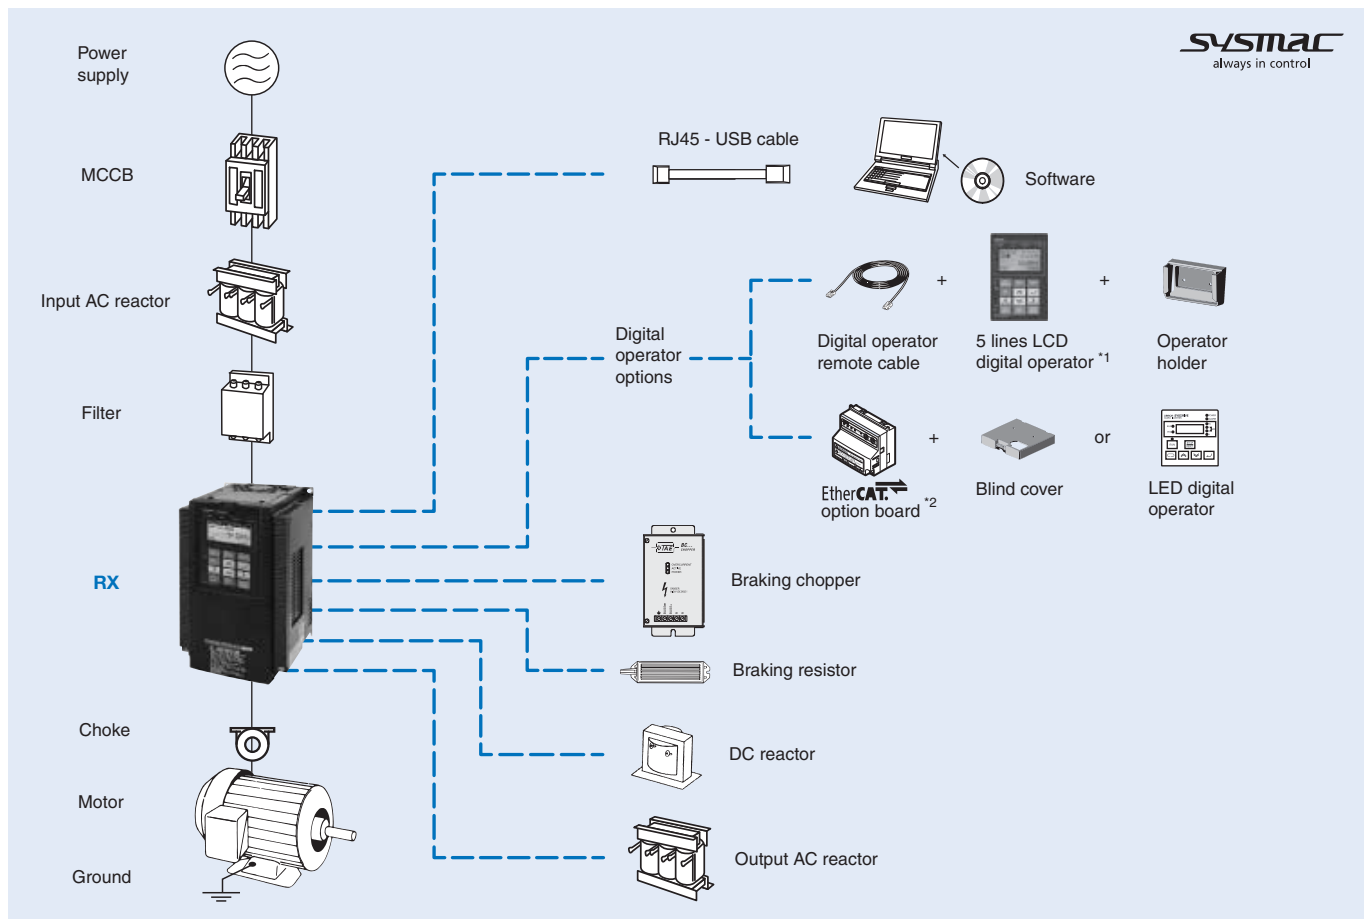 sysmac
always in control
Power
supply
MCCB
Input AC reactor
Filter
RX
Choke
Motor
Ground
RJ45 - USB cable
Software
Digital
operator
options
+
+
Digital operator
remote cable
5 lines LCD
digital operator *1
Operator
holder
+
or
EtherCAT.
option board *2
Blind cover
LED digital
operator
Braking chopper
Braking resistor
DC reactor
Output AC reactor